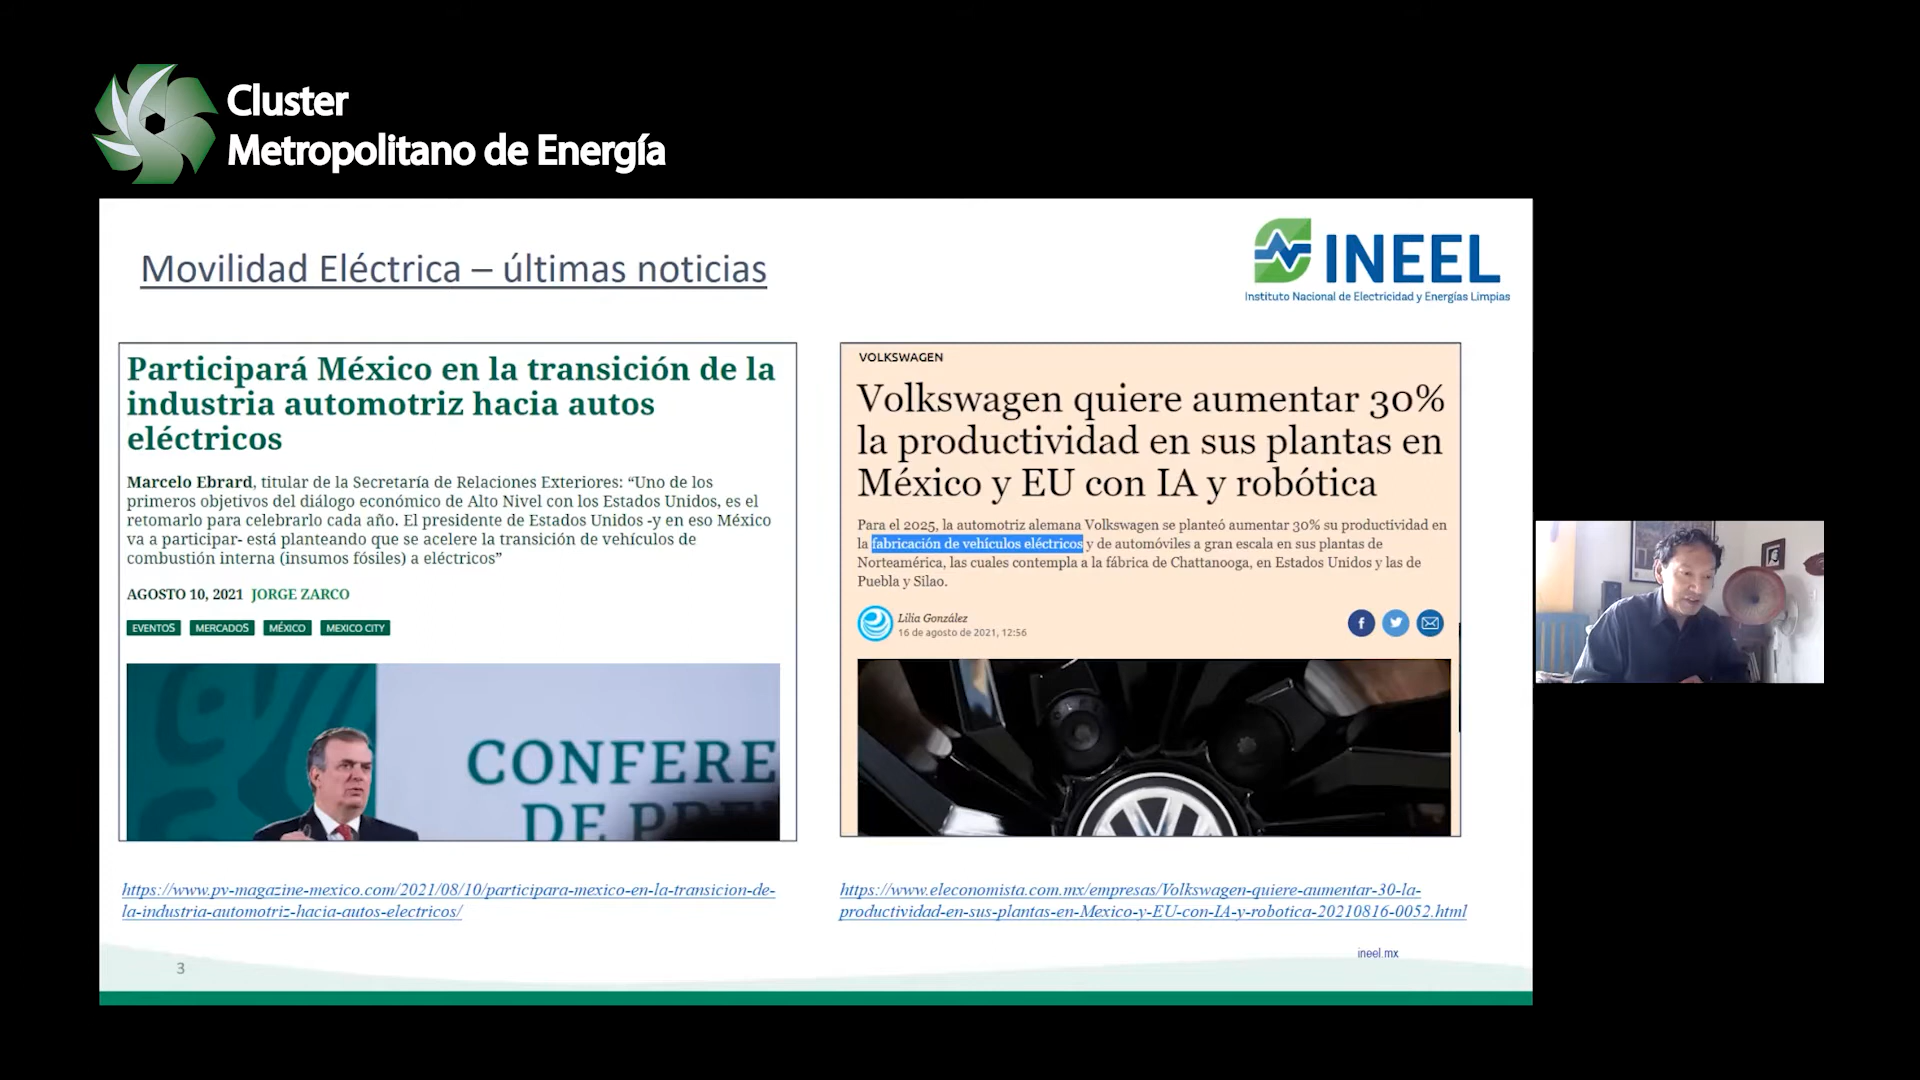 Cluster
Metropolitano de Energía
Movilidad Eléctrica – últimas noticias
INEEL
Instituto Nacional de Electricidad y Energías Limpias
Participará México en la transición de la
industria automotriz hacia autos
eléctricos
Marcelo Ebrard, titular de la Secretaría de Relaciones Exteriores: “Uno de los
primeros objetivos del diálogo económico de Alto Nivel con los Estados Unidos, es el
retomarlo para celebrarlo cada año. El presidente de Estados Unidos -y en eso México
va a participar- está planteando que se acelere la transición de vehículos de
combustión interna (insumos fósiles) a eléctricos”
AGOSTO 10, 2021 JORGE ZARCO
EVENTOS MERCADOS MÉXICO MEXICO CITY
CONFERE
DE PRE
https://www.pv-magazine-mexico.com/2021/08/10/participara-mexico-en-la-transicion-de-
la-industria-automotriz-hacia-autos-electricos/
VOLKSWAGEN
Volkswagen quiere aumentar 30%
la productividad en sus plantas en
México y EU con IA y robótica
Para el 2025, la automotriz alemana Volkswagen se planteó aumentar 30% su productividad en
la fabricación de vehículos eléctricos y de automóviles a gran escala en sus plantas de
Norteamérica, las cuales contempla a la fábrica de Chattanooga, en Estados Unidos y las de
Puebla y Silao.
Lilia González
16 de agosto de 2021, 12:56
https://www.eleconomista.com.mx/empresas/Volkswagen-quiere-aumentar-30-la-
productividad-en-sus-plantas-en-Mexico-y-EU-con-IA-y-robotica-20210816-0052.html
ineel.mx
3